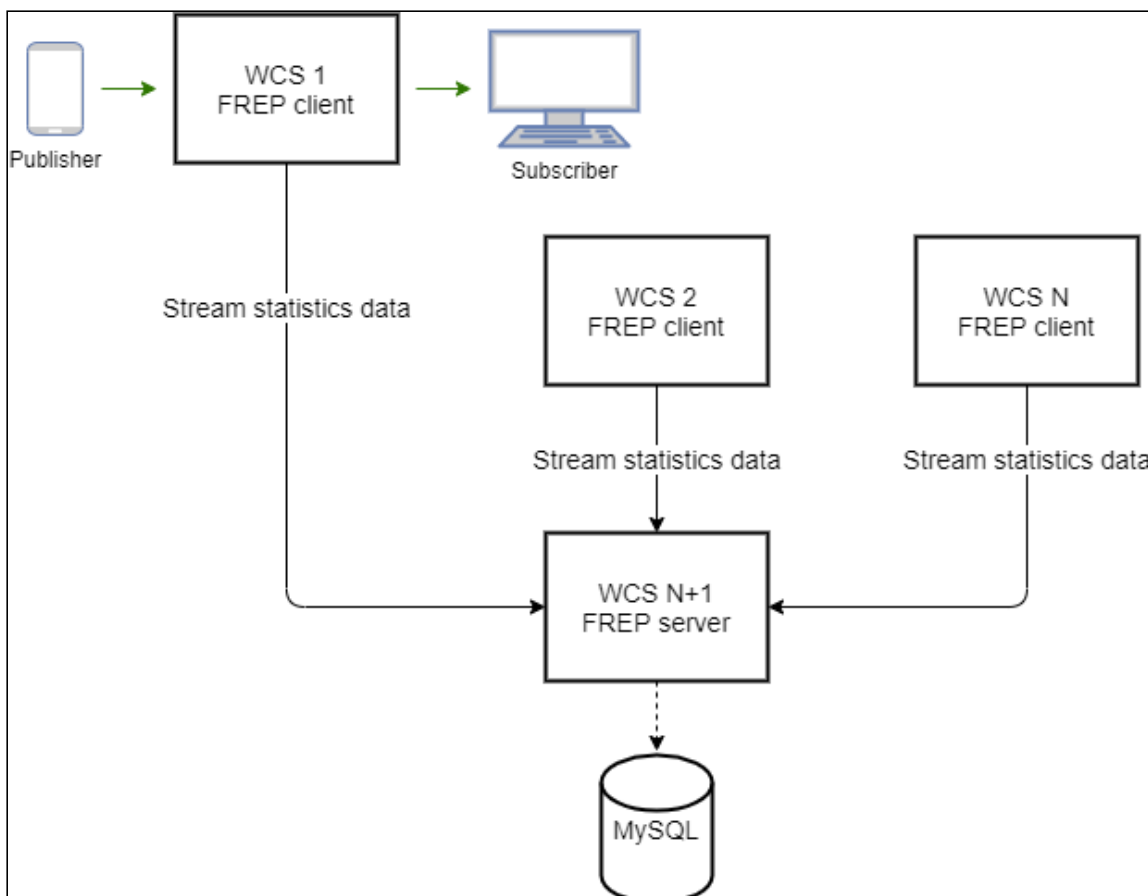 WCS 1
FREP client
Publisher
Subscriber
Stream statistics data
WCS 2
FREP client
WCS N
FREP client
Stream statistics data
Stream statistics data
WCS N+1
FREP server
MySQL